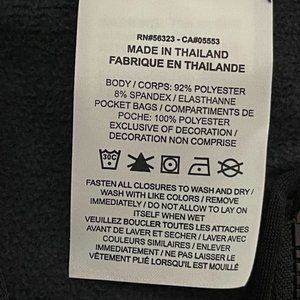 RN#56323 - CA#05553
MADE IN THAILAND
FABRIQUE EN THAILANDE
BODY / CORPS: 92% POLYESTER
8% SPANDEX / ELASTHANNE
POCKET BAGS / COMPARTIMENTS DE
POCHE: 100% POLYESTER
EXCLUSIVE OF DECORATION /
DECORATION NON COMPRISE
30C
FASTEN ALL CLOSURES TO WASH AND DRY /
WASH WITH LIKE COLORS / REMOVE
IMMEDIATELY / DO NOT ALLOW TO LAY ON
ITSELF WHEN WET
VEUILLEZ BOUCLER TOUTES LES ATTACHES
AVANT DE LAVER ET SECHER / LAVER AVEC
COULEURS SIMILAIRES / ENLEVER
IMMEDIATEMENT / NE PAS LAISSER LE
VÊTEMENT PLIÉ LORSQU'IL EST MOUILLÉ